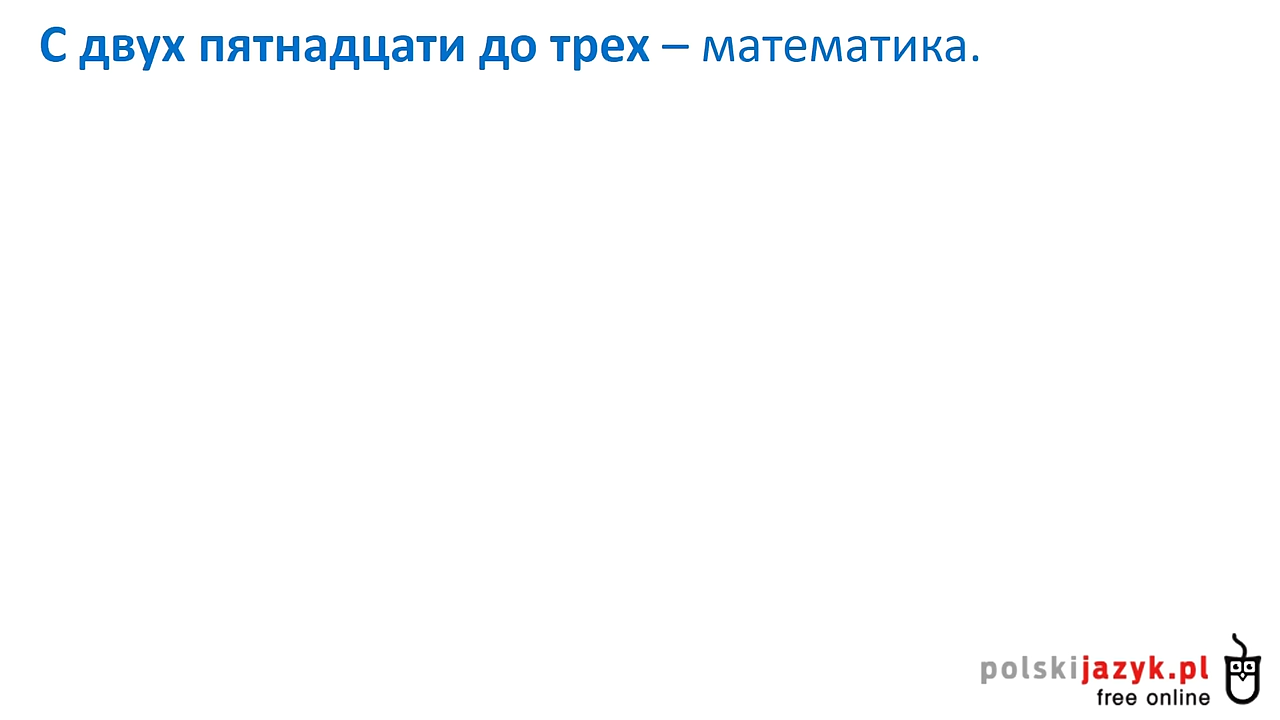 С двух пятнадцати до трех – математика.
polskijazyk.pl
free online